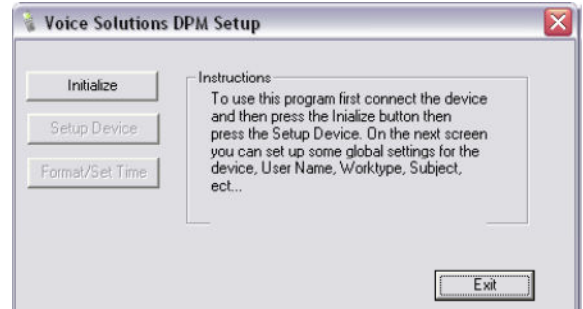 Voice Solutions DPM Setup
Initialize
Setup Device
Format/Set Time
Instructions
To use this program first connect the device
and then press the Inialize button then
press the Setup Device. On the next screen
you can set up some global settings for the
device, User Name, Worktype, Subject,
ect...
Exit